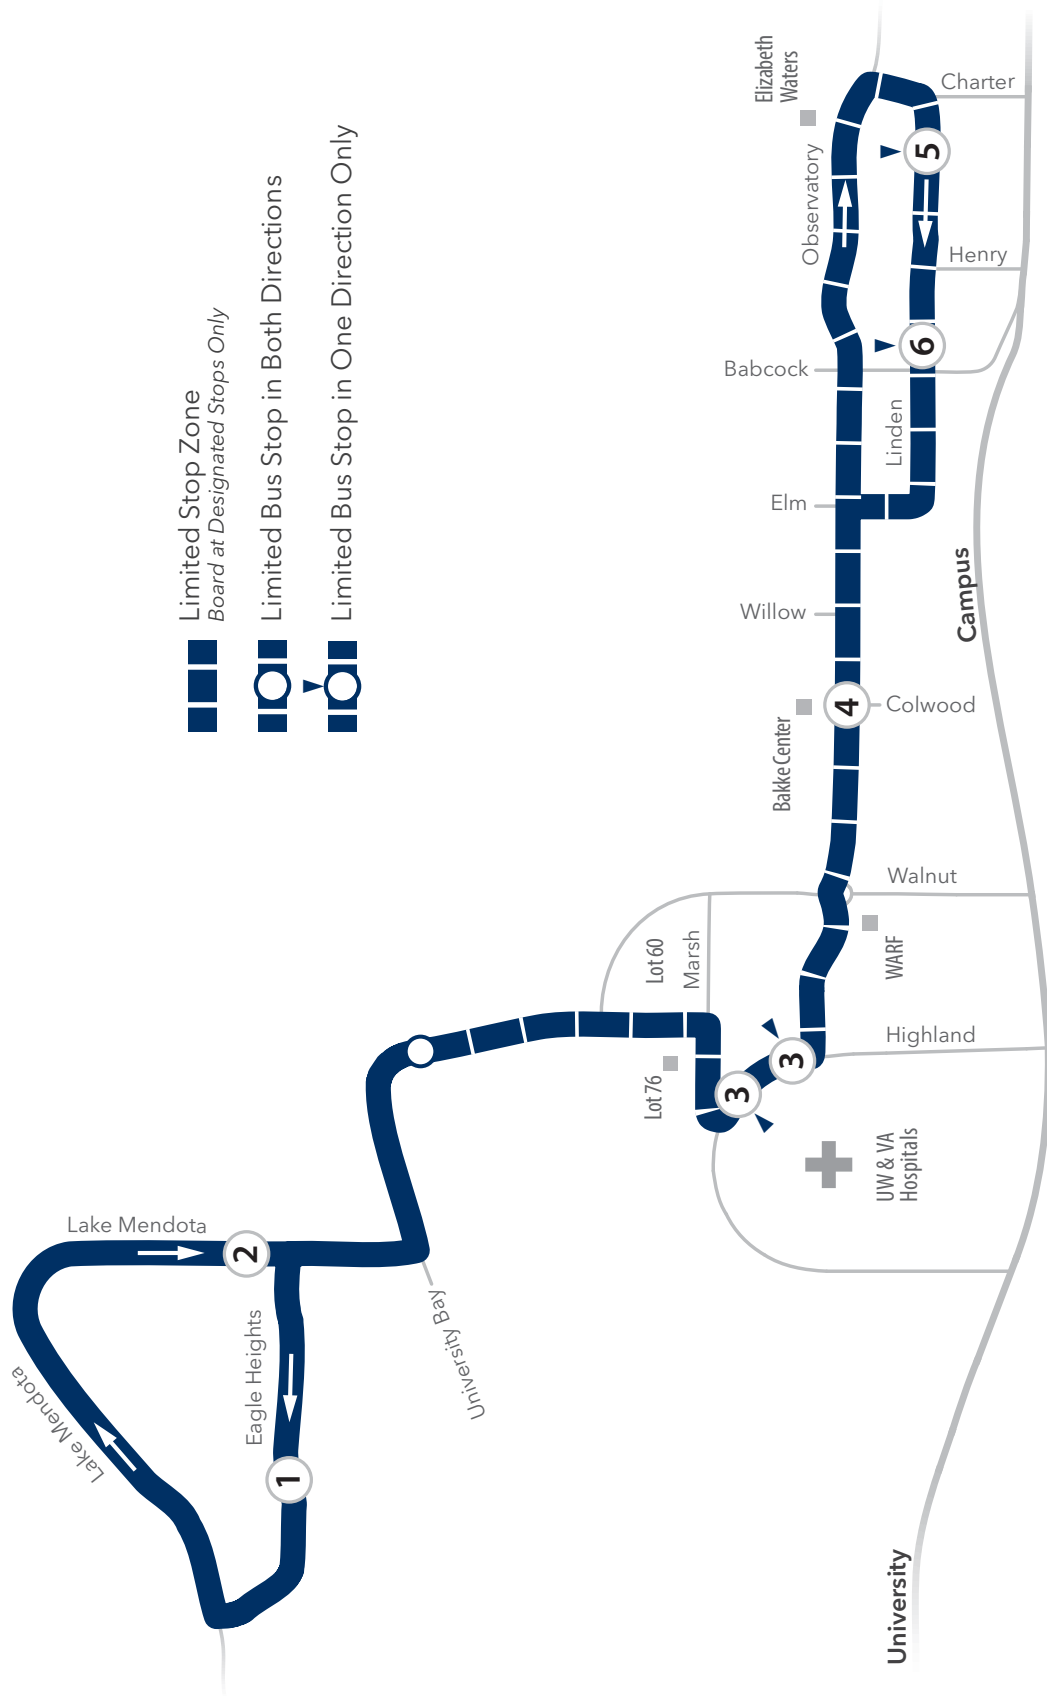 Limited Stop Zone
Board at Designated Stops Only
Limited Bus Stop in Both Directions
Limited Bus Stop in One Direction Only
Lake Mendota
Lake Mendota
Eagle Heights
1
2
University Bay
Lot 76
Lot 60
Marsh
3
3
UW & VA
Hospitals
Highland
WARF
Walnut
Bakke Center
4
Colwood
Willow
Elm
Babcock
Linden
Observatory
Elizabeth
Waters
6
5
Henry
Charter
University
Campus